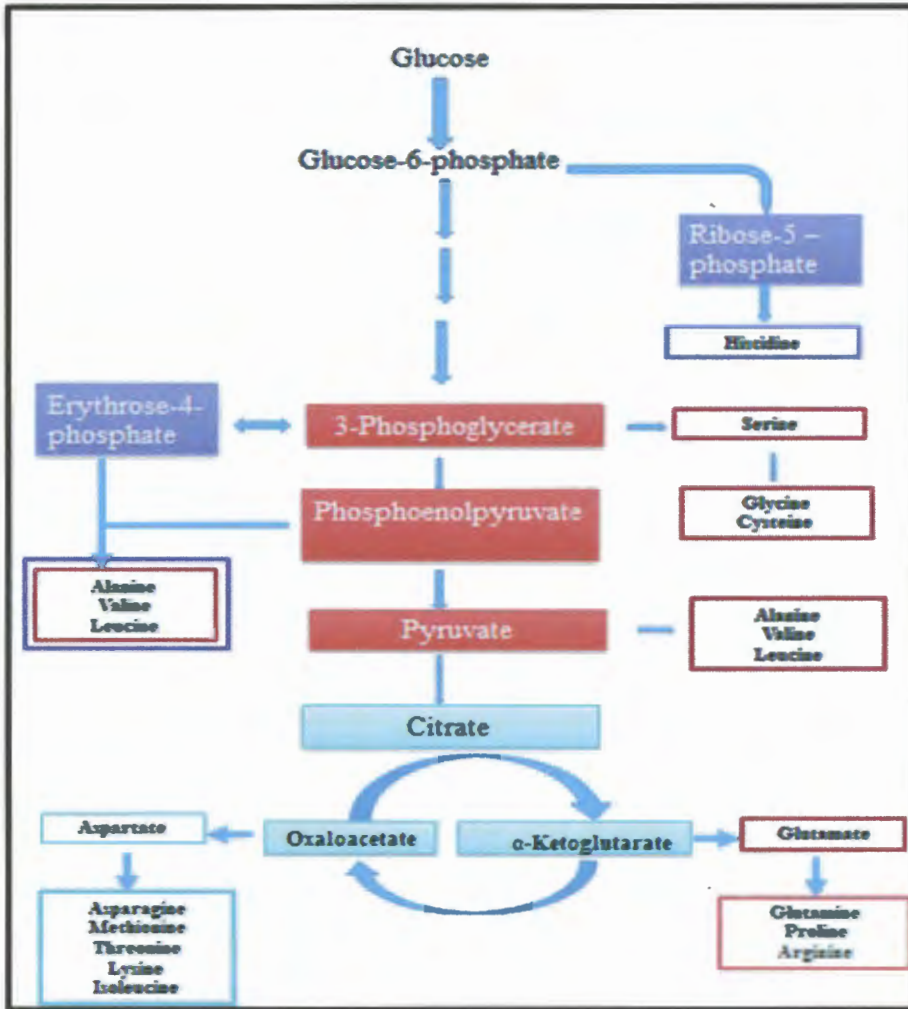 Glucose
Glucose-6-phosphate
Ribose-5 –
phosphate
Histidine
Erythrose-4-
phosphate
3-Phosphoglycerate
Serine
Phosphoenolpyruvate
Glycine
Cysteine
Alanine
Valine
Leucine
Pyruvate
Alanine
Valine
Leucine
Citrate
Aspartate
Oxaloacetate
α-Ketoglutarate
Glutamate
Asparagine
Methionine
Threonine
Lysine
Isoleucine
Glutamine
Proline
Arginine